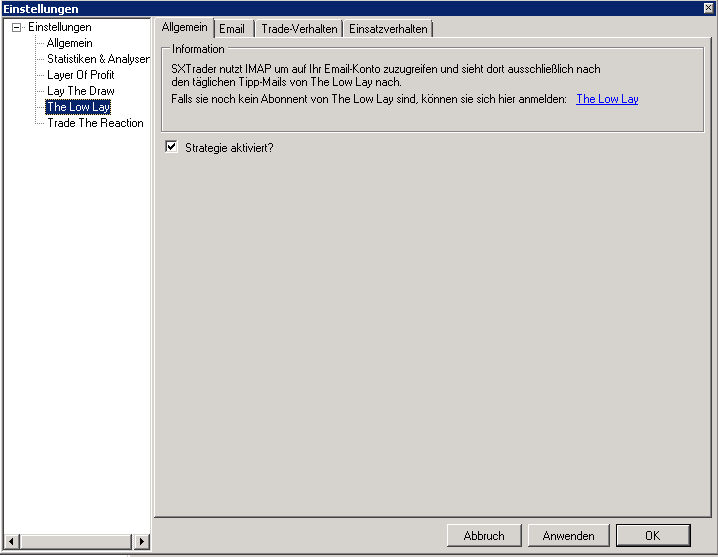 Einstellungen
Einstellungen
Allgemein
Statistiken & Analysen
Layer Of Profit
Lay The Draw
The Low Lay
Trade The Reaction
Allgemein Email Trade-Verhalten Einsatzverhalten
Information
SXTrader nutzt IMAP um auf Ihr Email-Konto zuzugreifen und sieht dort ausschließlich nach
den täglichen Tipp-Mails von The Low Lay nach.
Falls sie noch kein Abonnent von The Low Lay sind, können sie sich hier anmelden: The Low Lay
Strategie aktiviert?
Abbruch Anwenden OK